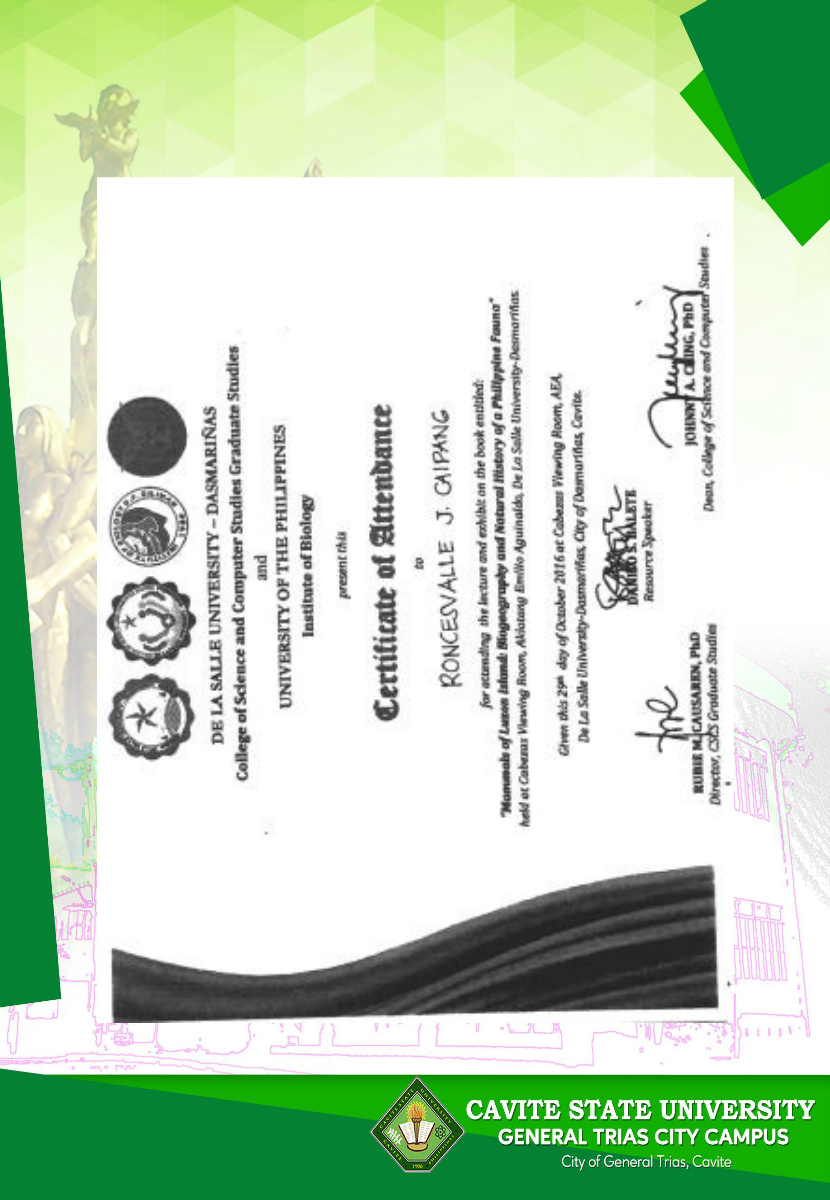 DE LA SALLE UNIVERSITY – DASMARIÑAS
College of Science and Computer Studies Graduate Studies
and
UNIVERSITY OF THE PHILIPPINES
Institute of Biology
present this
Certificate of Attendance
to
RONCESVALLE J. CAIPANG
for attending the lecture and exhibit on the book entitled:
"Mammals of Luzon Island: Biogeography and Natural History of a Philippine Fauna"
held at Cabezas Viewing Room, Aklatang Emilio Aguinaldo, De La Salle University-Dasmariñas.
Given this 29th day of October 2016 at Cabezas Viewing Room, AEA,
De La Salle University-Dasmariñas, City of Dasmariñas, Cavite.
RUBIE M. CAUSAREN, PhD
Director, CSCS Graduate Studies
DANILO S. BALETE
Resource Speaker
JOHNNY A. CHING, PhD
Dean, College of Science and Computer Studies
CAVITE STATE UNIVERSITY
GENERAL TRIAS CITY CAMPUS
City of General Trias, Cavite
1906